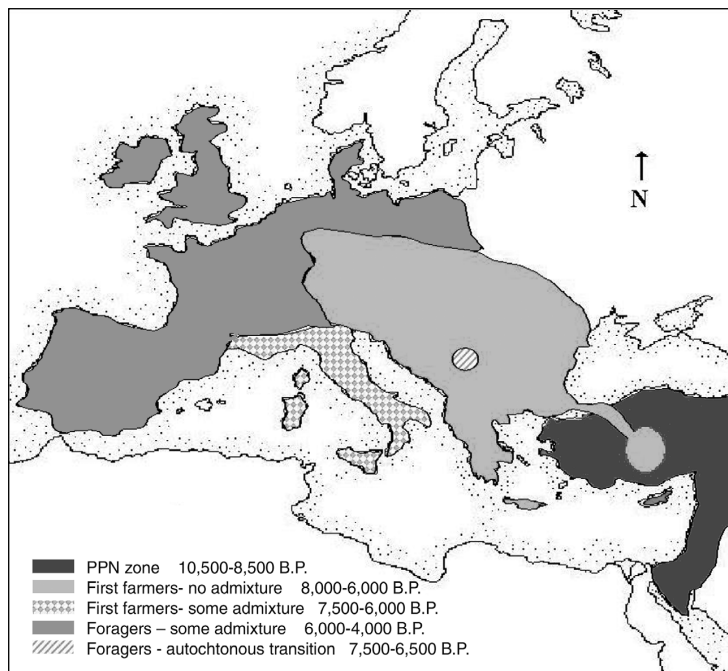 N
PPN zone 10,500-8,500 B.P.
First farmers- no admixture 8,000-6,000 B.P.
First farmers- some admixture 7,500-6,000 B.P.
Foragers – some admixture 6,000-4,000 B.P.
Foragers - autochtonous transition 7,500-6,500 B.P.